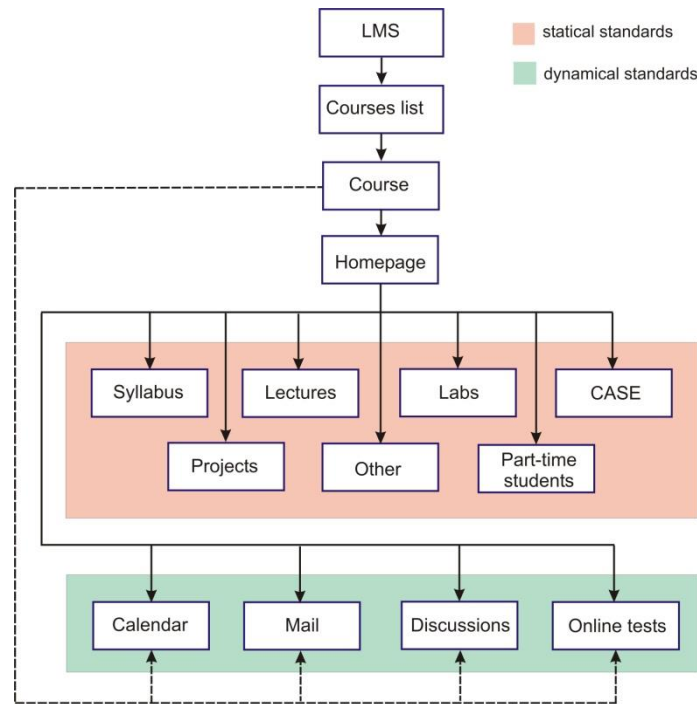 LMS
statical standards
dynamical standards
Courses list
Course
Homepage
Syllabus
Lectures
Labs
CASE
Projects
Other
Part-time
students
Calendar
Mail
Discussions
Online tests